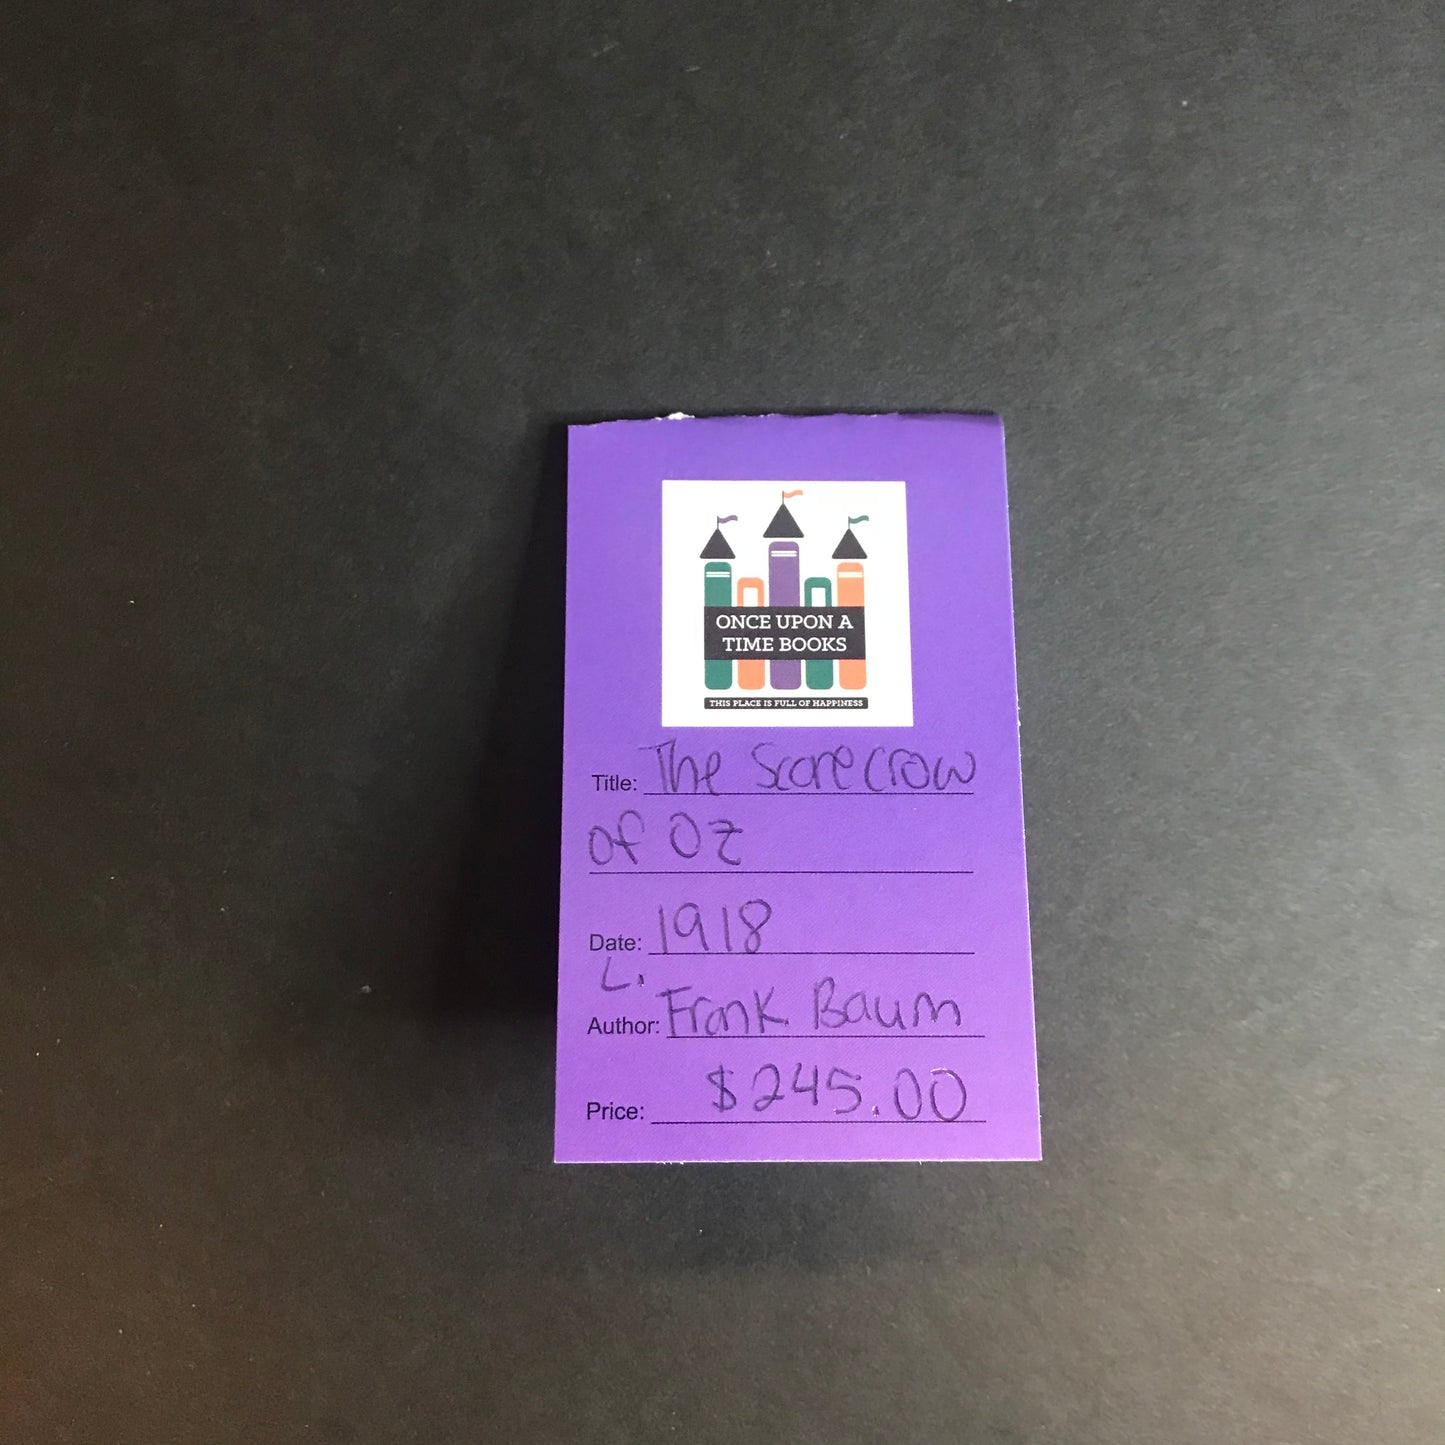 ONCE UPON A
TIME BOOKS
THIS PLACE IS FULL OF HAPPINESS
Title: The Scarecrow
of Oz
Date: 1918
L.
Author: Frank Baum
Price: $245.00